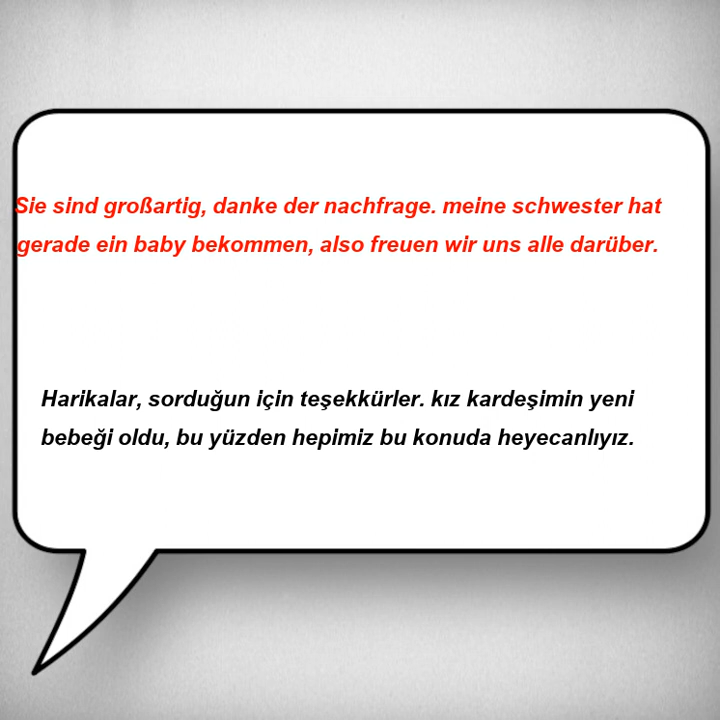 Sie sind großartig, danke der nachfrage. meine schwester hat
gerade ein baby bekommen, also freuen wir uns alle darüber.
Harikalar, sorduğun için teşekkürler. kız kardeşimin yeni
bebeği oldu, bu yüzden hepimiz bu konuda heyecanlıyız.